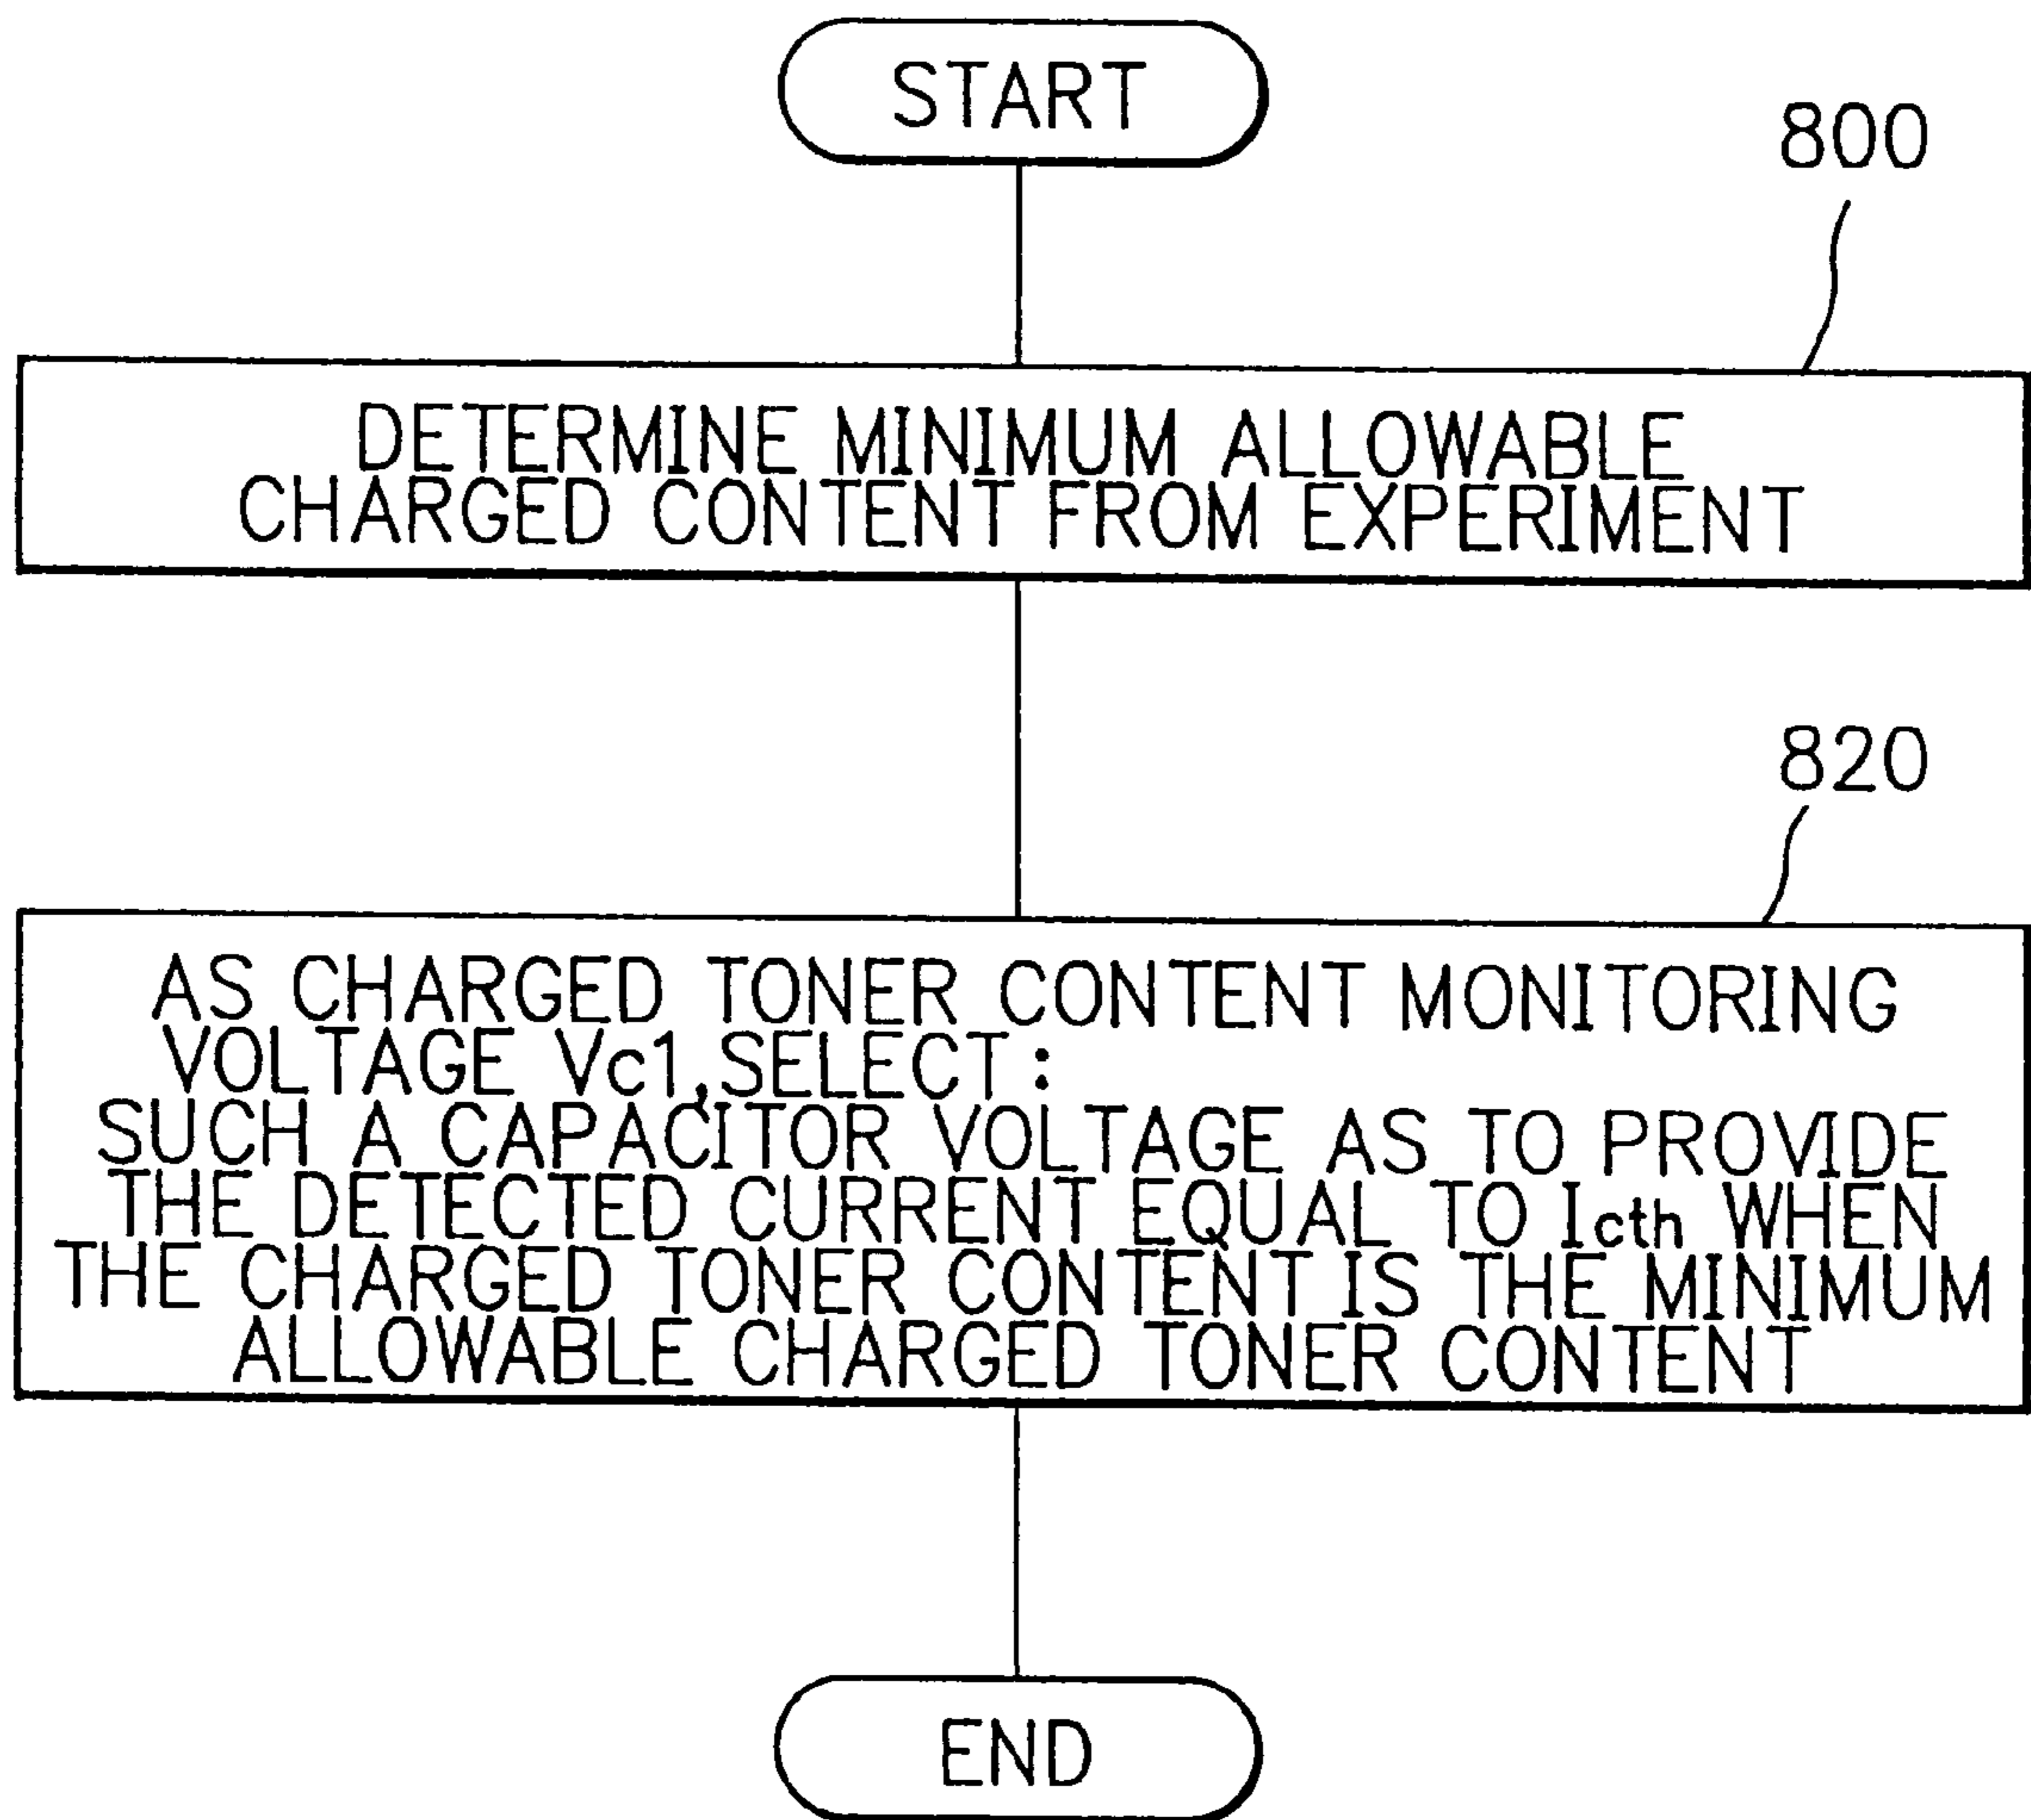 START
800
DETERMINE MINIMUM ALLOWABLE
CHARGED CONTENT FROM EXPERIMENT
820
AS CHARGED TONER CONTENT MONITORING
VOLTAGE Vc1, SELECT:
SUCH A CAPACITOR VOLTAGE AS TO PROVIDE
THE DETECTED CURRENT EQUAL TO Icth WHEN
THE CHARGED TONER CONTENT IS THE MINIMUM
ALLOWABLE CHARGED TONER CONTENT
END